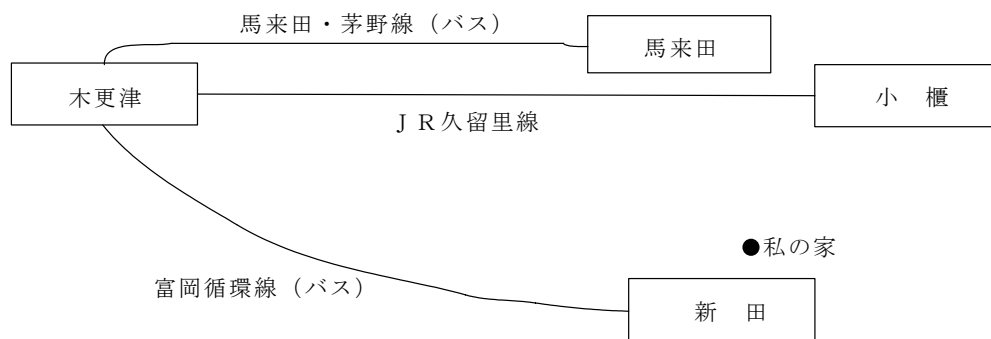 馬来田・茅野線（バス）
馬来田
木更津
小　櫃
ＪＲ久留里線
●私の家
富岡循環線（バス）
新　田